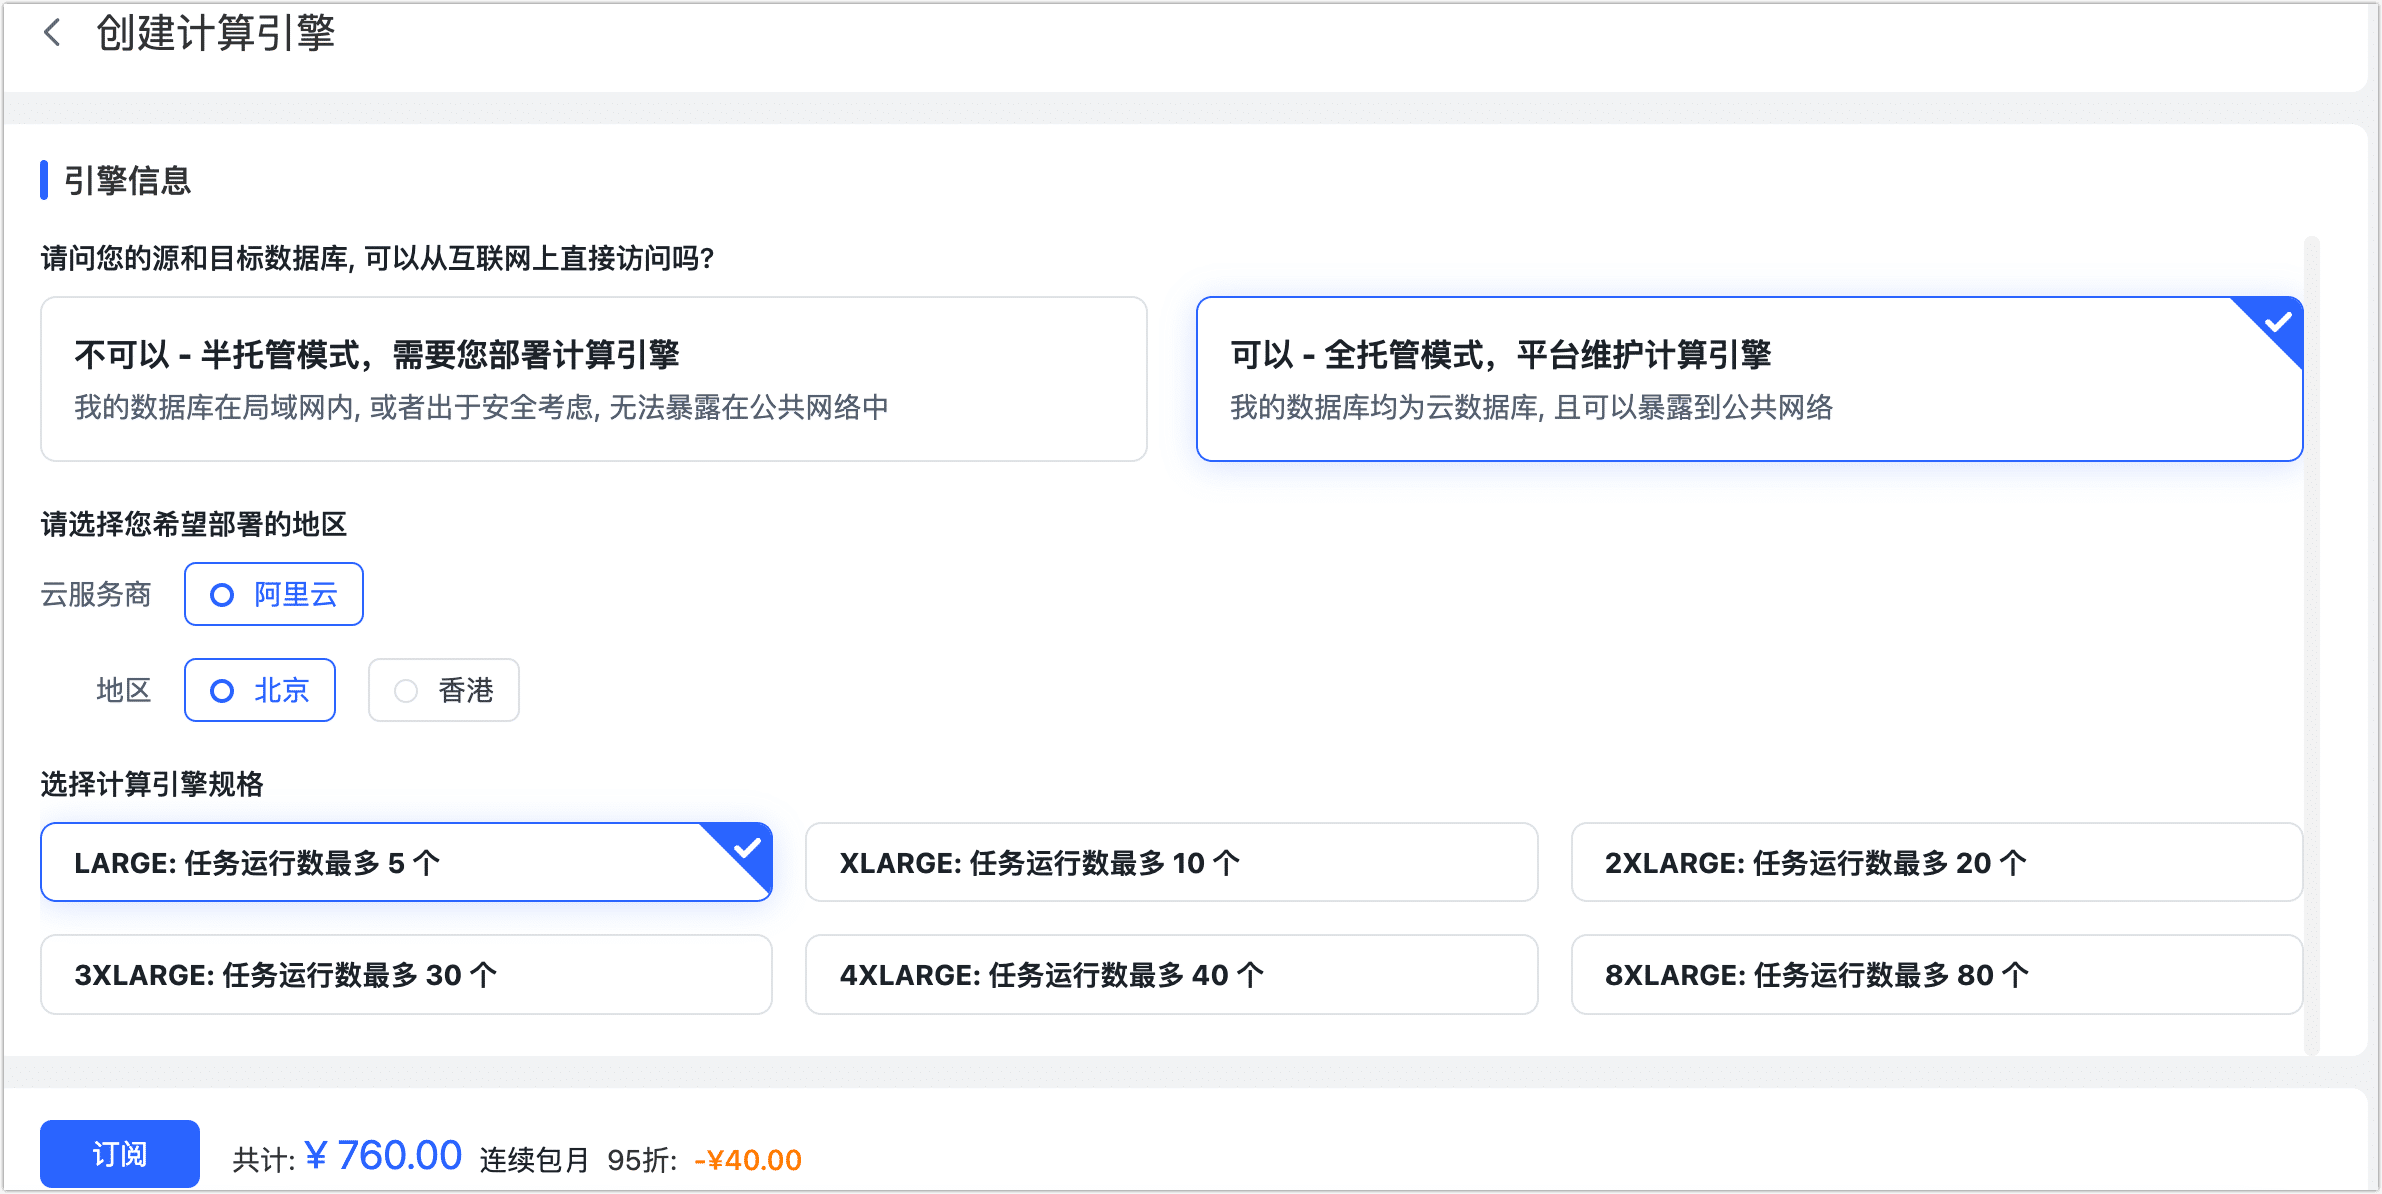 创建计算引擎
引擎信息
请问您的源和目标数据库, 可以从互联网上直接访问吗?
不可以 - 半托管模式，需要您部署计算引擎
我的数据库在局域网内, 或者出于安全考虑, 无法暴露在公共网络中
可以 - 全托管模式，平台维护计算引擎
我的数据库均为云数据库, 且可以暴露到公共网络
请选择您希望部署的地区
云服务商 阿里云
地区 北京 香港
选择计算引擎规格
LARGE: 任务运行数最多 5 个
XLARGE: 任务运行数最多 10 个
2XLARGE: 任务运行数最多 20 个
3XLARGE: 任务运行数最多 30 个
4XLARGE: 任务运行数最多 40 个
8XLARGE: 任务运行数最多 80 个
订阅 共计: ¥ 760.00 连续包月 95折: -¥40.00